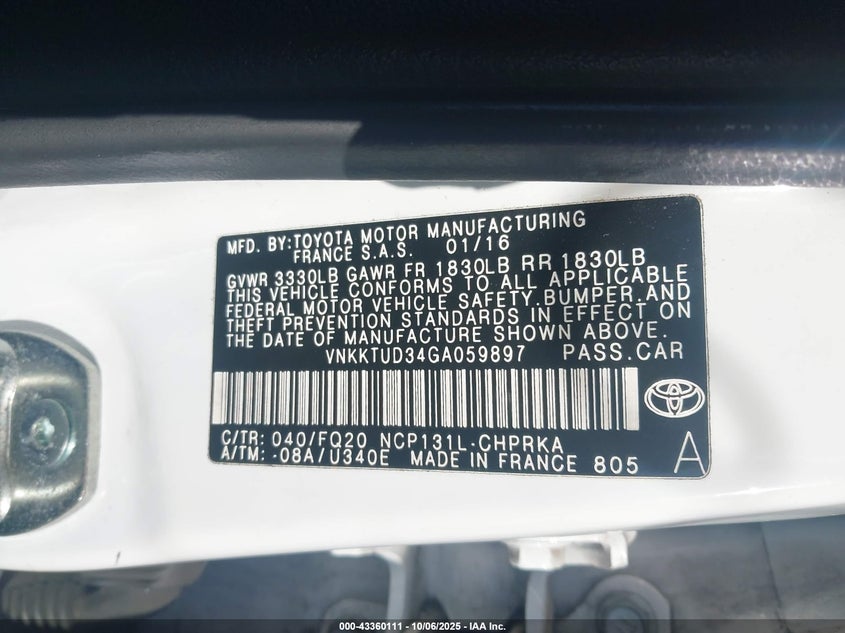 MFD. BY:TOYOTA MOTOR MANUFACTURING
FRANCE S.A.S. 01/16
GVWR 3330LB GAWR FR 1830LB RR 1830LB
THIS VEHICLE CONFORMS TO ALL APPLICABLE
FEDERAL MOTOR VEHICLE SAFETY,BUMPER,AND
THEFT PREVENTION STANDARDS IN EFFECT ON
THE DATE OF MANUFACTURE SHOWN ABOVE.
VNKKTUD34GA059897 PASS.CAR
C/TR: 040/FQ20 NCP131L-CHPRKA
A/TM: -08A/U340E MADE IN FRANCE 805 A
000-43360111 - 10/06/2025 - IAA Inc.